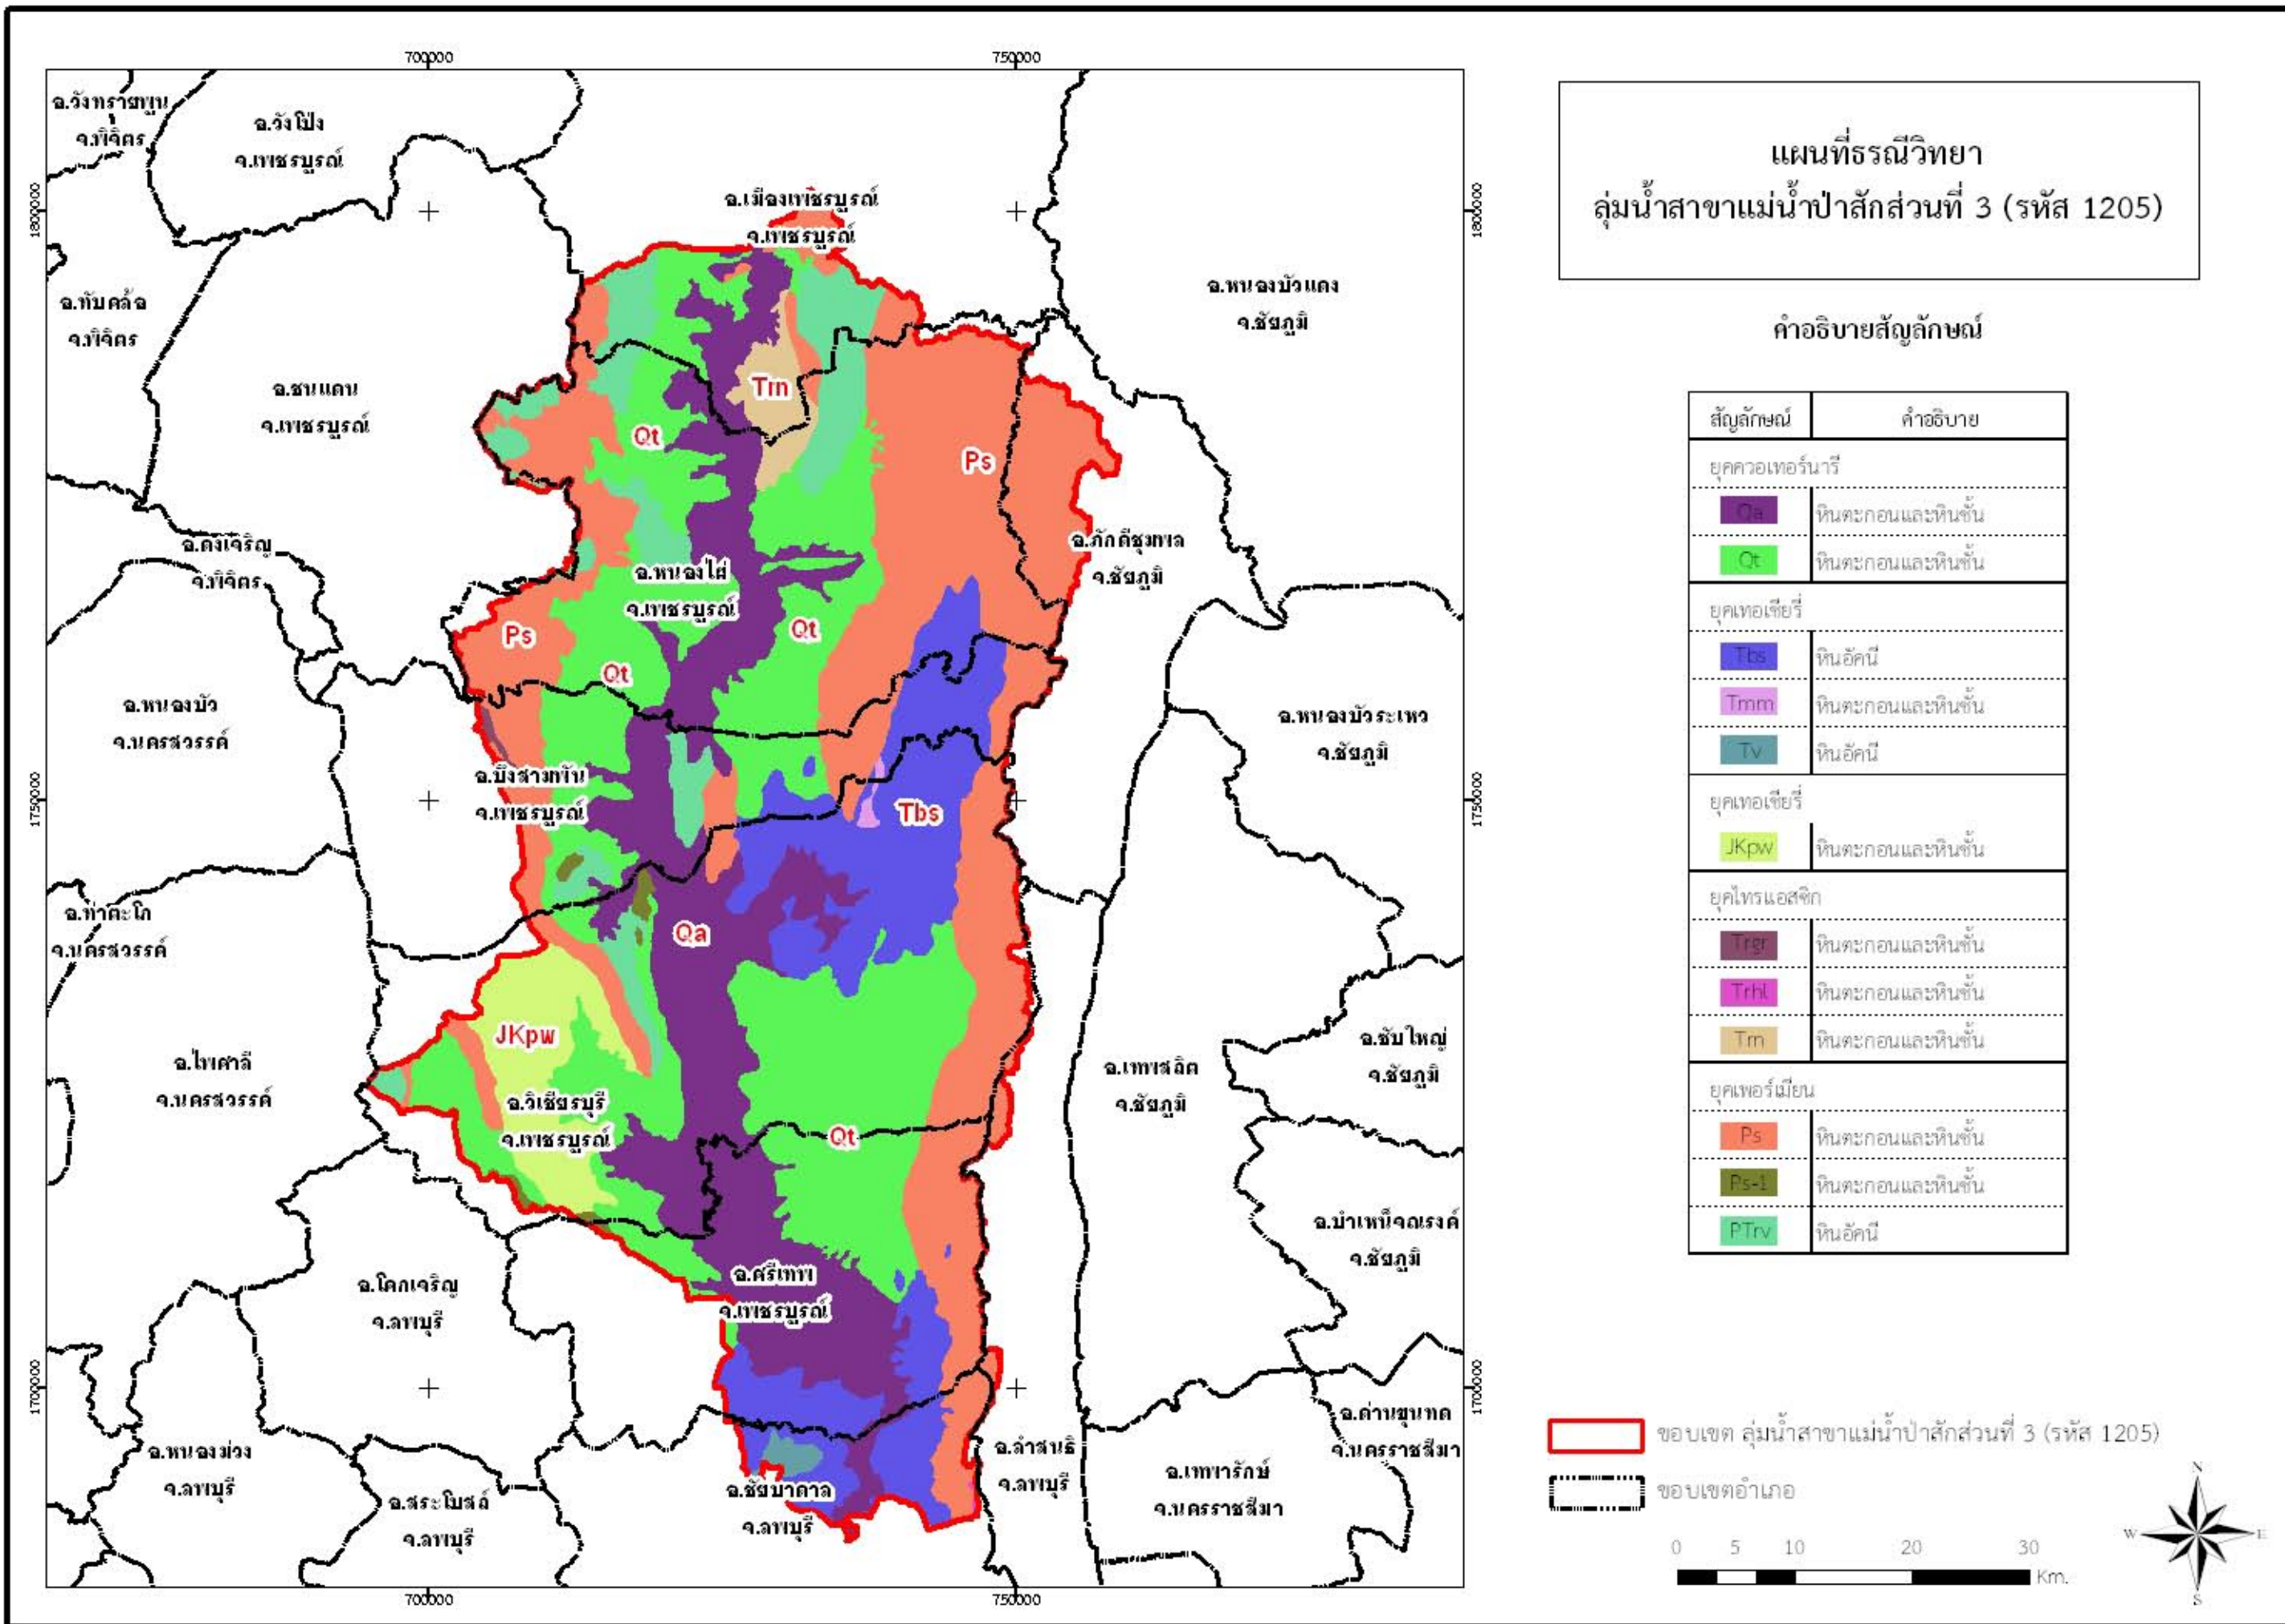 700000
750000
อ.วังทรายพูน
จ.พิจิตร
อ.วังโป่ง
จ.เพชรบูรณ์
1800000
1800000
อ.เมืองเพชรบูรณ์
จ.เพชรบูรณ์
อ.ทับคล้อ
จ.พิจิตร
อ.หนองบัวแดง
จ.ชัยภูมิ
อ.ชนแดน
จ.เพชรบูรณ์
Trn
Qt
Ps
อ.ดงเจริญ
จ.พิจิตร
อ.ภักดีชุมพล
จ.ชัยภูมิ
อ.หนองไผ่
จ.เพชรบูรณ์
Ps
Qt
Qt
อ.หนองบัว
จ.นครสวรรค์
อ.หนองบัวระเหว
จ.ชัยภูมิ
1750000
1750000
อ.บึงสามพัน
จ.เพชรบูรณ์
Tbs
อ.ท่าตะโก
จ.นครสวรรค์
Qa
JKpw
อ.ไพศาลี
จ.นครสวรรค์
อ.วิเชียรบุรี
จ.เพชรบูรณ์
อ.เทพสถิต
จ.ชัยภูมิ
อ.ซับใหญ่
จ.ชัยภูมิ
Qt
อ.บำเหน็จณรงค์
จ.ชัยภูมิ
อ.โคกเจริญ
จ.ลพบุรี
อ.ศรีเทพ
จ.เพชรบูรณ์
1700000
1700000
อ.หนองม่วง
จ.ลพบุรี
อ.สระโบสถ์
จ.ลพบุรี
อ.ชัยบาดาล
จ.ลพบุรี
อ.ลำสนธิ
จ.ลพบุรี
อ.เทพารักษ์
จ.นครราชสีมา
อ.ด่านขุนทด
จ.นครราชสีมา
700000
750000
แผนที่ธรณีวิทยา
ลุ่มน้ำสาขาแม่น้ำป่าสักส่วนที่ 3 (รหัส 1205)
คำอธิบายสัญลักษณ์
สัญลักษณ์ คำอธิบาย
ยุคควอเทอร์นารี
Qa หินตะกอนและหินชั้น
Qt หินตะกอนและหินชั้น
ยุคเทอเชียรี่
Tbs หินอัคนี
Tmm หินตะกอนและหินชั้น
Tv หินอัคนี
ยุคเทอเชียรี่
JKpw หินตะกอนและหินชั้น
ยุคไทรแอสซิก
Trgr หินตะกอนและหินชั้น
Trhl หินตะกอนและหินชั้น
Trn หินตะกอนและหินชั้น
ยุคเพอร์เมียน
Ps หินตะกอนและหินชั้น
Ps-1 หินตะกอนและหินชั้น
PTrv หินอัคนี
ขอบเขต ลุ่มน้ำสาขาแม่น้ำป่าสักส่วนที่ 3 (รหัส 1205)
ขอบเขตอำเภอ
0 5 10 20 30
Km.
N
W E
S